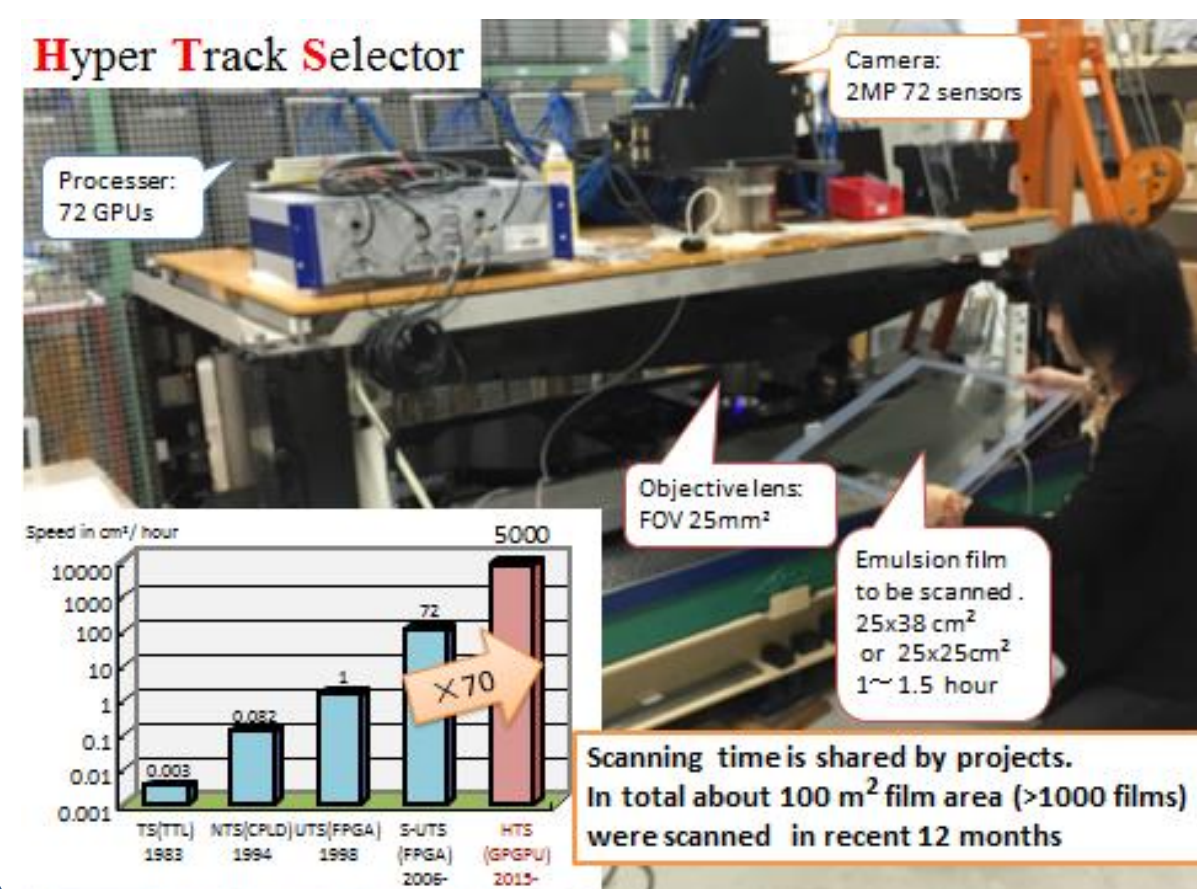 Hyper Track Selector
Camera:
2MP 72 sensors
Processer:
72 GPUs
Objective lens:
FOV 25mm²
Emulsion film
to be scanned .
25x38 cm²
or 25x25cm²
1~ 1.5 hour
Speed in cm²/ hour
5000
10000
1000
100
10
1
0.1
0.01
0.001
72
×70
1
0.082
0.003
TS(TTL)
1983
NTS(CPLD)
1994
UTS(FPGA)
1998
S-UTS
(FPGA)
2006-
HTS
(GPGPU)
2015-
Scanning time is shared by projects.
In total about 100 m² film area (>1000 films)
were scanned in recent 12 months